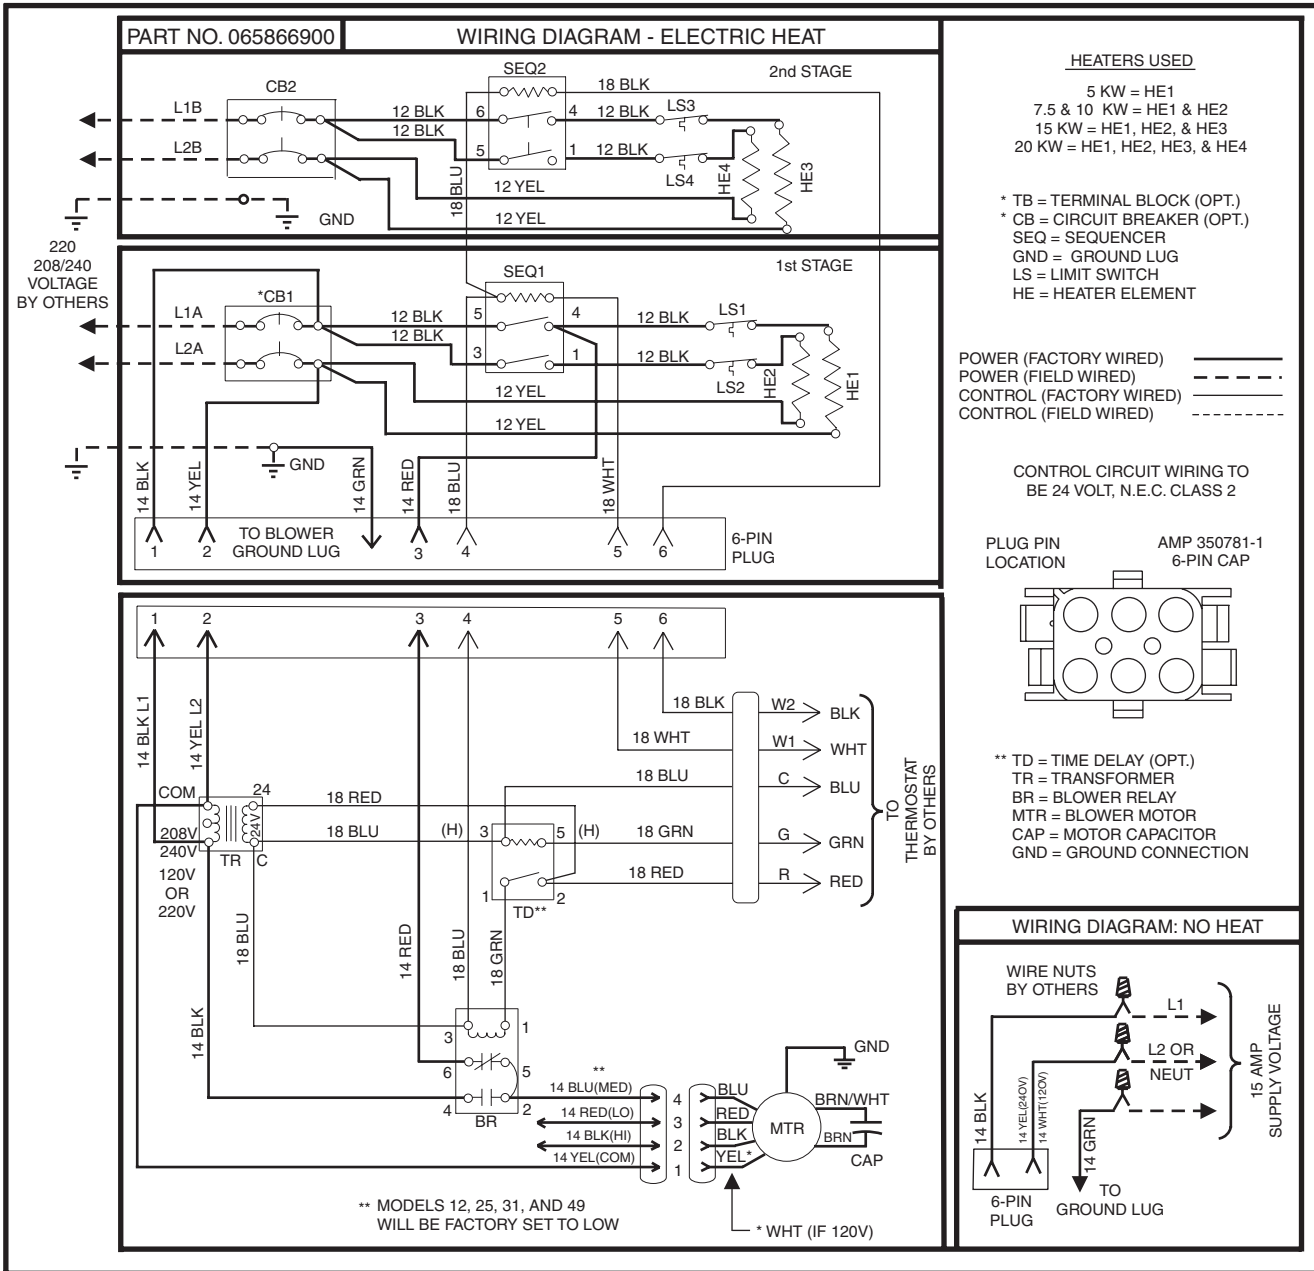 PART NO. 065866900
WIRING DIAGRAM - ELECTRIC HEAT
SEQ2
2nd STAGE
18 BLK
CB2
L1B
12 BLK
6
4
12 BLK
LS3
12 BLK
L2B
5
1
12 BLK
LS4
HE4
HE3
18 BLU
12 YEL
12 YEL
GND
220
208/240
VOLTAGE
BY OTHERS
1st STAGE
SEQ1
*CB1
L1A
12 BLK
5
4
12 BLK
LS1
12 BLK
L2A
3
1
12 BLK
LS2
HE2
HE1
12 YEL
12 YEL
GND
14 BLK
14 YEL
14 GRN
14 RED
18 BLU
18 WHT
TO BLOWER
GROUND LUG
1
2
3
4
5
6
6-PIN
PLUG
1
2
3
4
5
6
14 BLK L1
14 YEL L2
18 BLK
W2
BLK
18 WHT
W1
WHT
18 BLU
C
BLU
COM
24
18 RED
24V
208V
240V
TR
C
18 BLU
(H)
3
5
(H)
18 GRN
G
GRN
18 RED
R
RED
1
2
TD**
TO
THERMOSTAT
BY OTHERS
120V
OR
220V
18 BLU
14 RED
18 BLU
18 GRN
14 BLK
3
1
6
5
4
2
BR
**
14 BLU(MED)
4
BLU
14 RED(LO)
3
RED
14 BLK(HI)
2
BLK
14 YEL(COM)
1
YEL*
MTR
GND
BRN/WHT
BRN
CAP
** MODELS 12, 25, 31, AND 49
WILL BE FACTORY SET TO LOW
* WHT (IF 120V)
HEATERS USED
5 KW = HE1
7.5 & 10 KW = HE1 & HE2
15 KW = HE1, HE2, & HE3
20 KW = HE1, HE2, HE3, & HE4
* TB = TERMINAL BLOCK (OPT.)
* CB = CIRCUIT BREAKER (OPT.)
SEQ = SEQUENCER
GND = GROUND LUG
LS = LIMIT SWITCH
HE = HEATER ELEMENT
POWER (FACTORY WIRED)
POWER (FIELD WIRED)
CONTROL (FACTORY WIRED)
CONTROL (FIELD WIRED)
CONTROL CIRCUIT WIRING TO
BE 24 VOLT, N.E.C. CLASS 2
PLUG PIN
LOCATION
AMP 350781-1
6-PIN CAP
** TD = TIME DELAY (OPT.)
TR = TRANSFORMER
BR = BLOWER RELAY
MTR = BLOWER MOTOR
CAP = MOTOR CAPACITOR
GND = GROUND CONNECTION
WIRING DIAGRAM: NO HEAT
WIRE NUTS
BY OTHERS
L1
L2 OR
NEUT
15 AMP
SUPPLY VOLTAGE
14 BLK
14 YEL(240V)
14 WHT(120V)
14 GRN
6-PIN
PLUG
TO
GROUND LUG